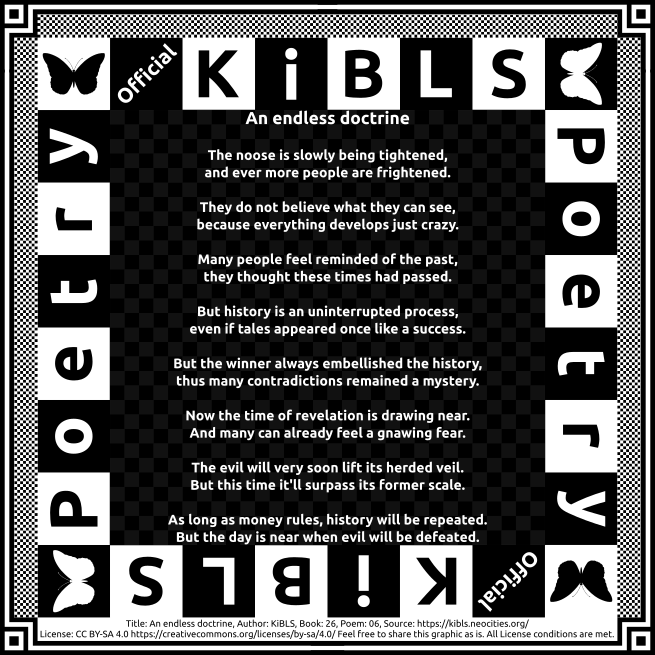 Official KiBLS
Poetry
Poetry
An endless doctrine
The noose is slowly being tightened,
and ever more people are frightened.
They do not believe what they can see,
because everything develops just crazy.
Many people feel reminded of the past,
they thought these times had passed.
But history is an uninterrupted process,
even if tales appeared once like a success.
But the winner always embellished the history,
thus many contradictions remained a mystery.
Now the time of revelation is drawing near.
And many can already feel a gnawing fear.
The evil will very soon lift its herded veil.
But this time it'll surpass its former scale.
As long as money rules, history will be repeated.
But the day is near when evil will be defeated.
Official KiBLS
Title: An endless doctrine, Author: KiBLS, Book: 26, Poem: 06, Source: https://kibls.neocities.org/
License: CC BY-SA 4.0 https://creativecommons.org/licenses/by-sa/4.0/ Feel free to share this graphic as is. All License conditions are met.